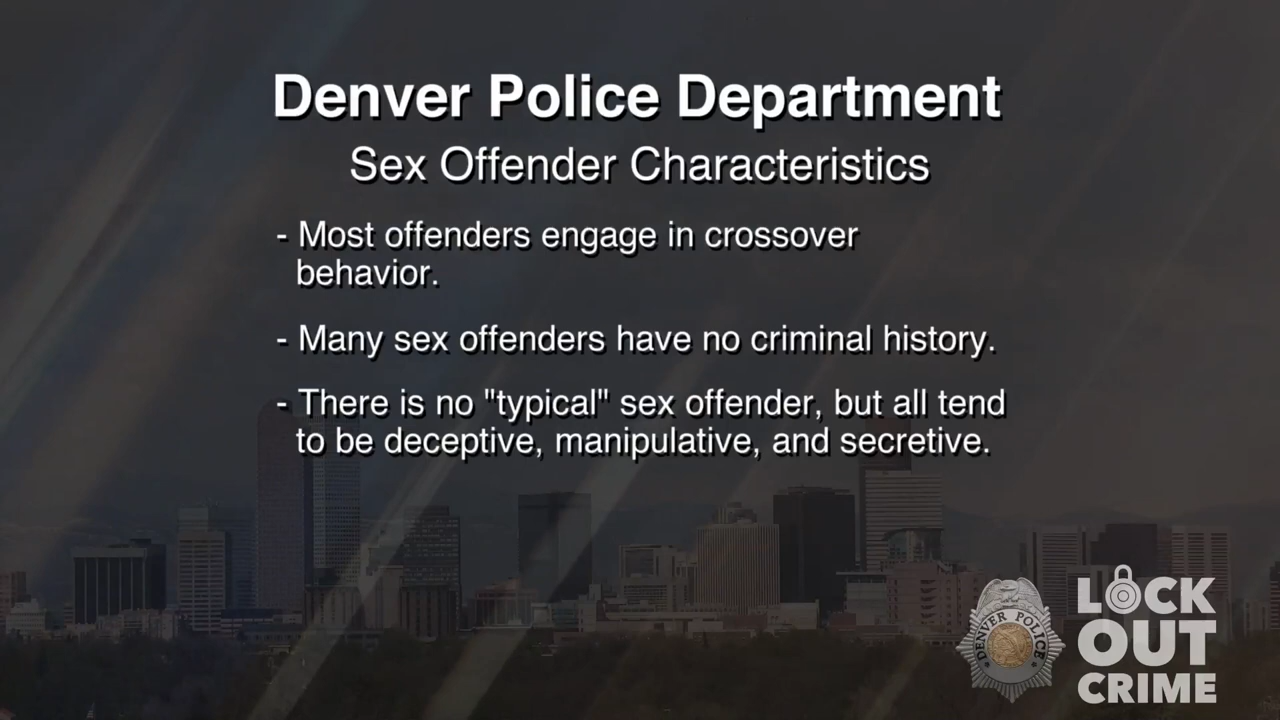 Denver Police Department
Sex Offender Characteristics
- Most offenders engage in crossover
behavior.
- Many sex offenders have no criminal history.
- There is no "typical" sex offender, but all tend
to be deceptive, manipulative, and secretive.
DENVER POLICE
LOCK
OUT
CRIME